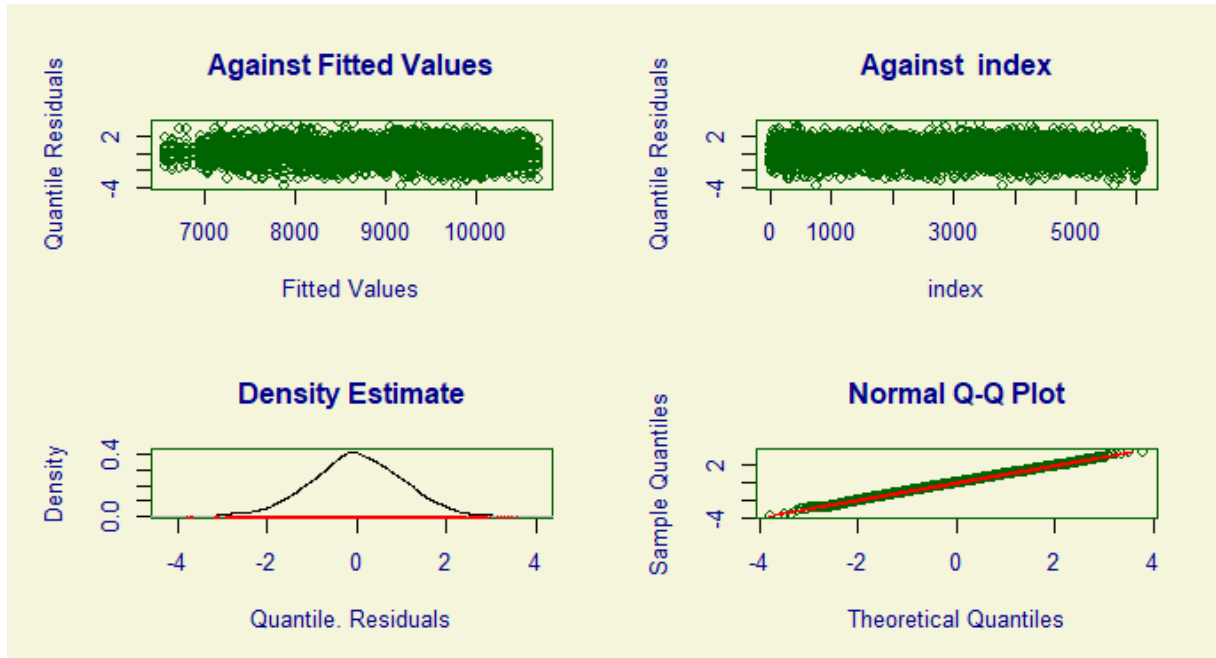 Against Fitted Values
Quantile Residuals
2
-4
7000 8000 9000 10000
Fitted Values
Against index
Quantile Residuals
2
-4
0 1000 3000 5000
index
Density Estimate
Density
0.4
0.0
-4 -2 0 2 4
Quantile. Residuals
Normal Q-Q Plot
Sample Quantiles
2
-4
-4 -2 0 2 4
Theoretical Quantiles